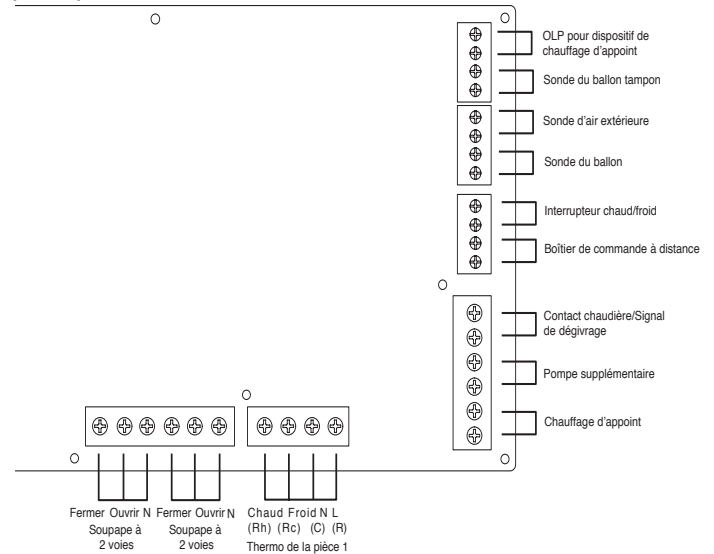 OLP pour dispositif de
chauffage d'appoint
Sonde du ballon tampon
Sonde d'air extérieure
Sonde du ballon
Interrupteur chaud/froid
Boîtier de commande à distance
Contact chaudière/Signal
de dégivrage
Pompe supplémentaire
Chauffage d'appoint
Fermer Ouvrir N Fermer Ouvrir N Chaud Froid N L
Soupape à Soupape à (Rh) (Rc) (C) (R)
2 voies 2 voies Thermo de la pièce 1